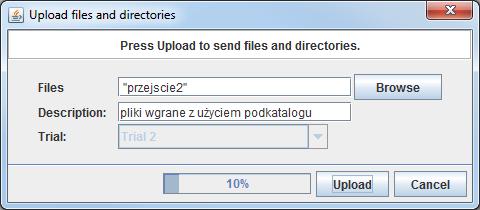 Upload files and directories
Press Upload to send files and directories.
Files "przejscie2" Browse
Description: pliki wgrane z użyciem podkatalogu
Trial: Trial 2
10% Upload Cancel